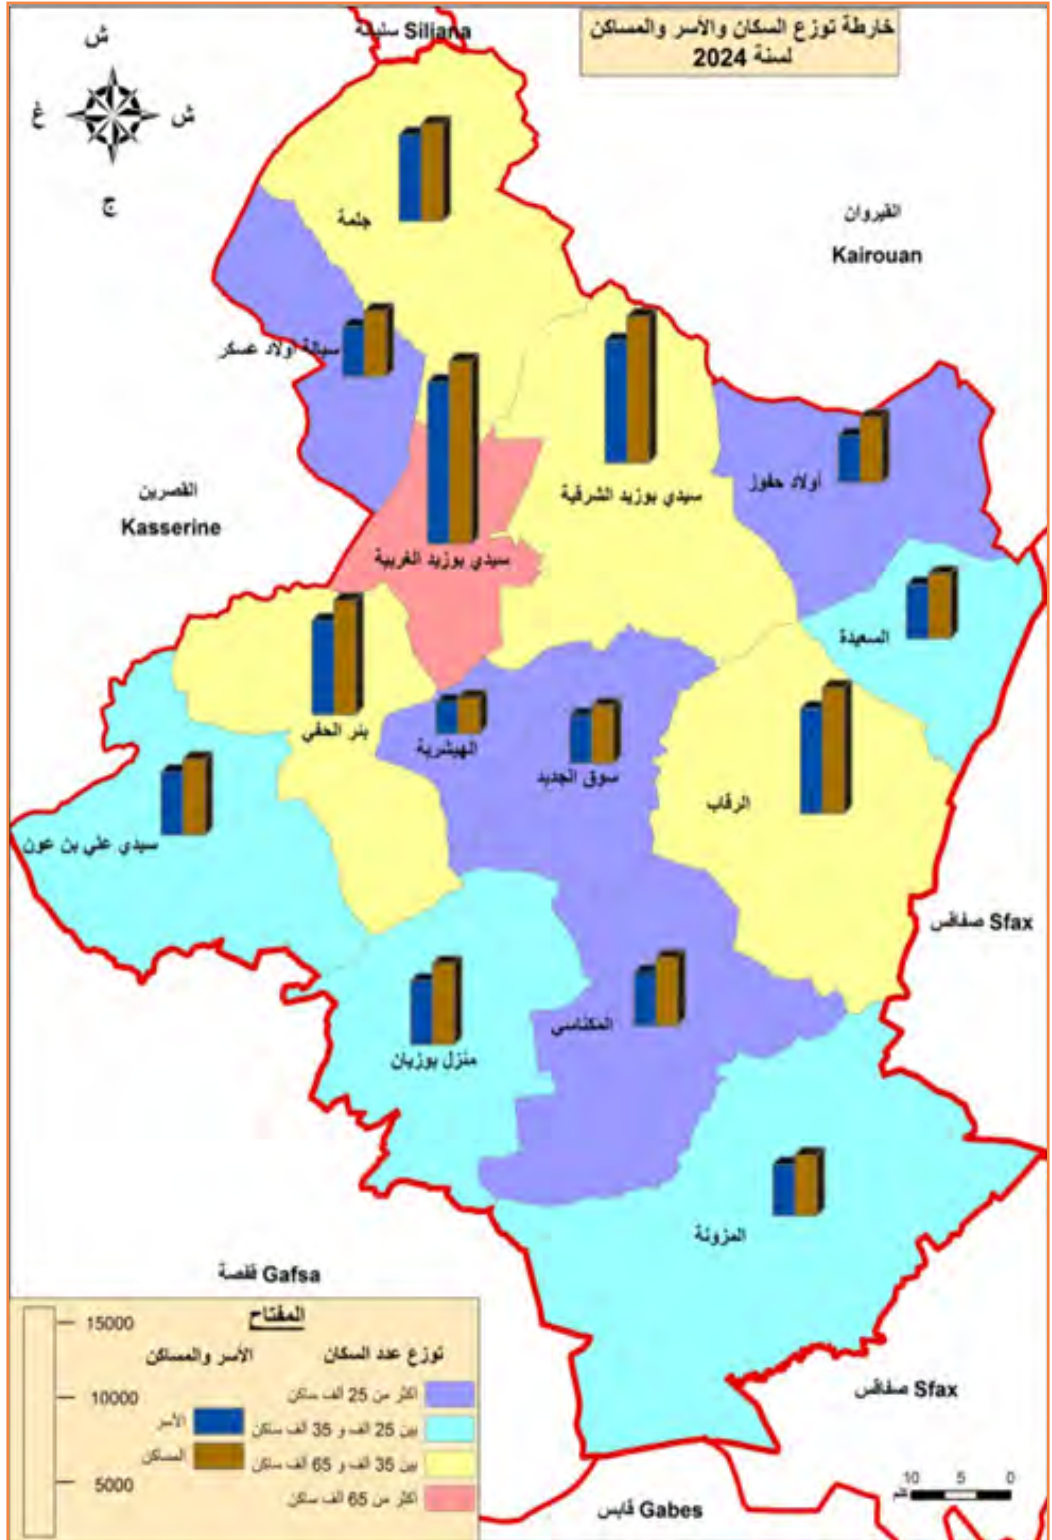 خارطة توزع السكان والأسر والمساكن
لسنة 2024
سليانة Siliana
ش
غ
ش
ج
جلمة
القيروان
Kairouan
سبالة أولاد عسكر
أولاد حفوز
سيدي بوزيد الشرقية
القصرين
Kasserine
سيدي بوزيد الغربية
السعيدة
بئر الحفي
الهيشرية
سوق الجديد
الرقاب
سيدي علي بن عون
صفاقس Sfax
المكناسي
منزل بوزيان
المزونة
قفصة Gafsa
المفتاح
توزع عدد السكان
الأسر والمساكن
أكثر من 25 ألف ساكن
بين 25 ألف و 35 ألف ساكن
بين 35 ألف و 65 ألف ساكن
أكثر من 65 ألف ساكن
الأسر
المساكن
15000
10000
5000
صفاقس Sfax
قابس Gabes
10 5 0
كلم